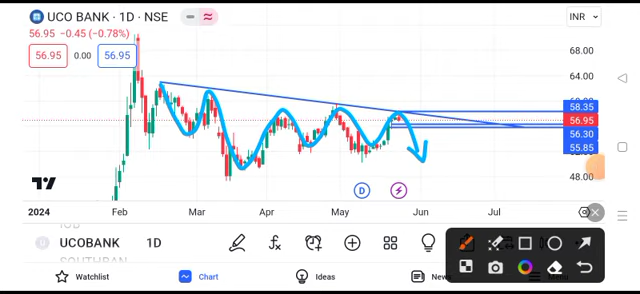 UCO BANK · 1D · NSE
INR
56.95 −0.45 (−0.78%)
56.95 0.00 56.95
68.00
64.00
58.35
56.95
56.30
55.85
48.00
2024 Feb Mar Apr May Jun Jul
D
UCOBANK 1D
Watchlist Chart Ideas News